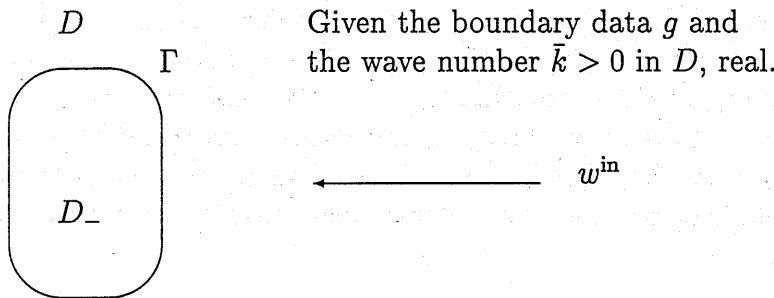 D
Γ
Given the boundary data g and
the wave number k̄ > 0 in D, real.
w^in
D_-